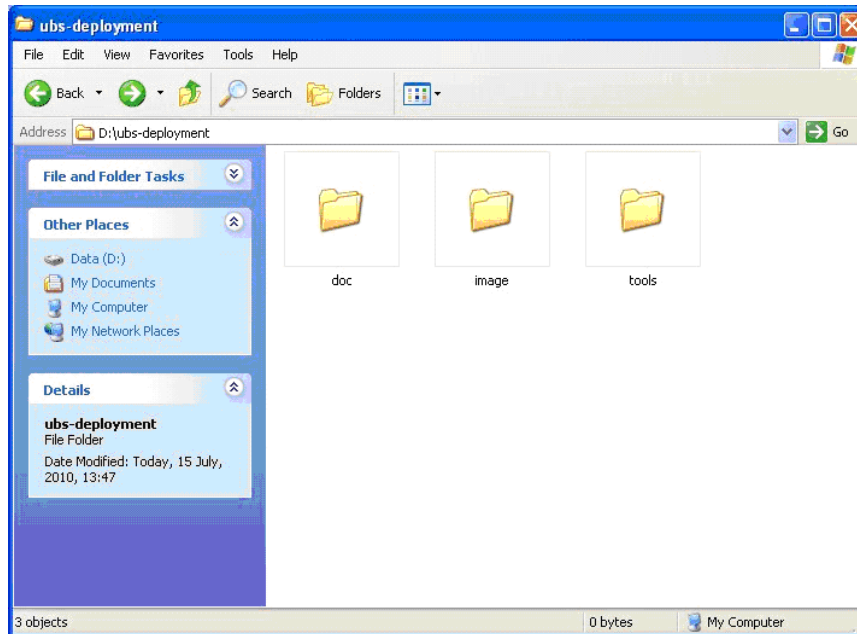 ubs-deployment
File Edit View Favorites Tools Help
Back Search Folders
Address D:\ubs-deployment Go
File and Folder Tasks
Other Places
Data (D:)
My Documents
My Computer
My Network Places
Details
ubs-deployment
File Folder
Date Modified: Today, 15 July,
2010, 13:47
doc image tools
3 objects 0 bytes My Computer